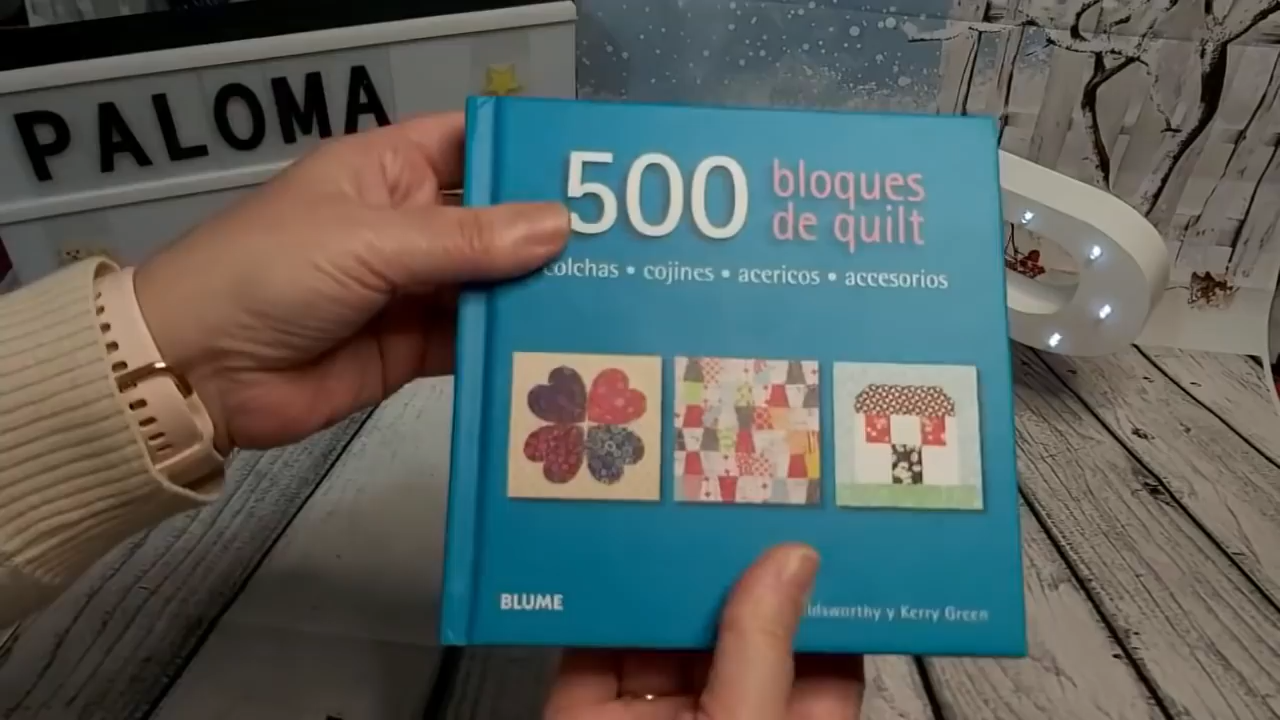 PALOMA
500 bloques
de quilt
colchas • cojines • acericos • accesorios
BLUME
y Kerry Green